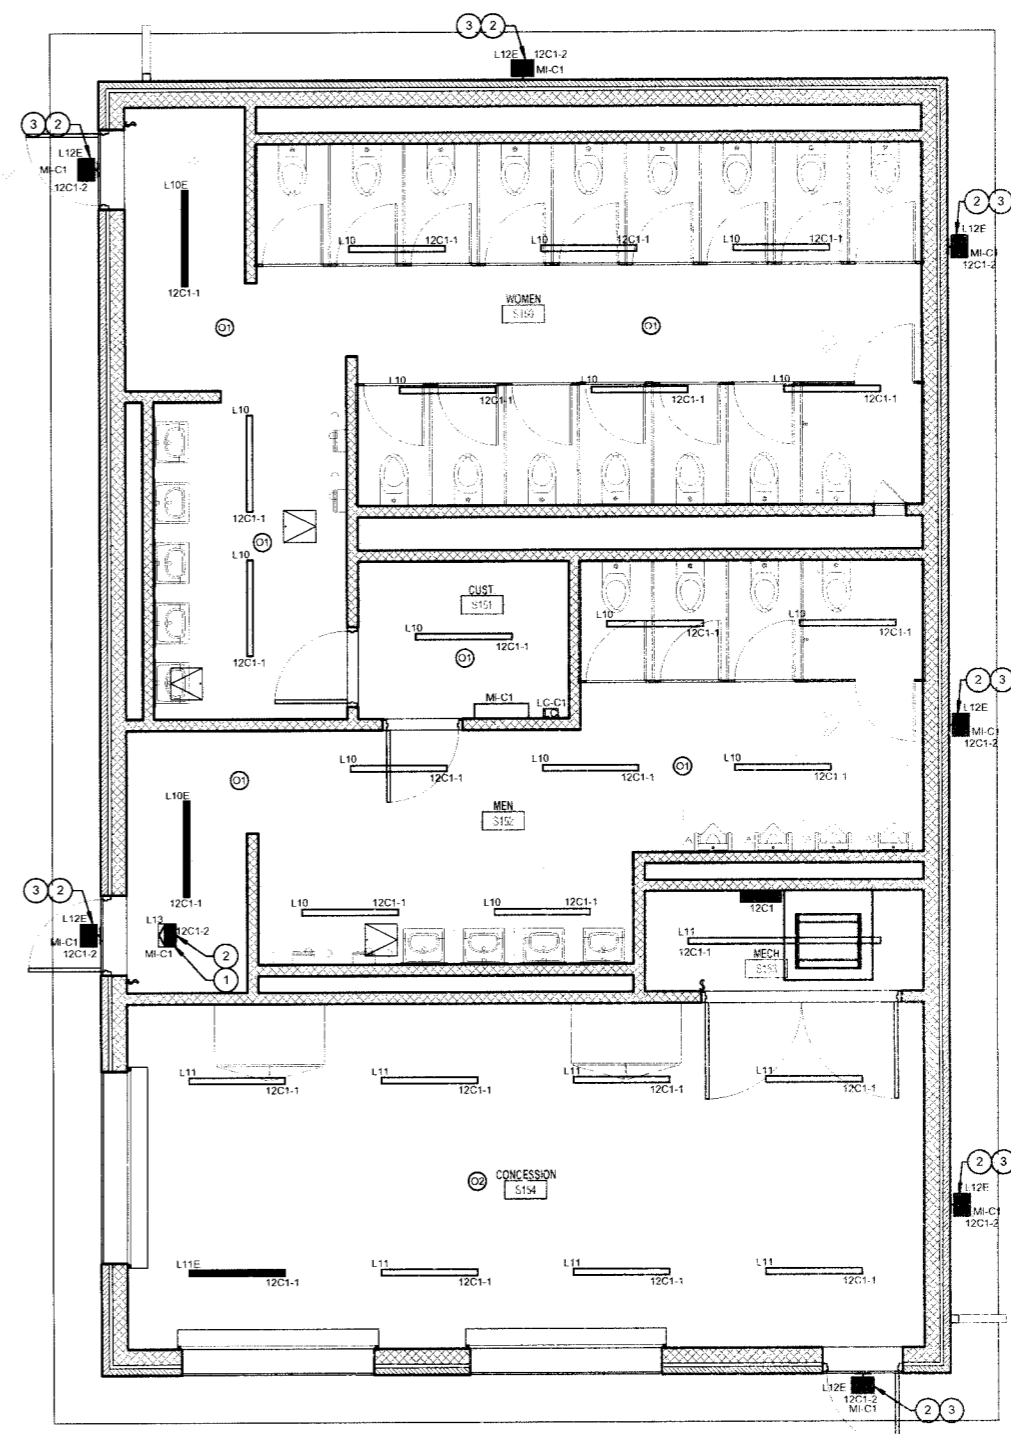 3 2
L12E 12C1-2
MI-C1
3 2
L12E
MI-C1
12C1-2
L10E
12C1-1
L10 12C1-1
L10 12C1-1
L10 12C1-1
2 3
L12E
MI-C1
12C1-2
WOMEN
S150
O1
O1
L10
12C1-1
L10
12C1-1
L10
12C1-1
L10
12C1-1
O1
L10
12C1-1
CUST
S151
L10
12C1-1
O1
MI-C1
LC-C1
LC
L10
12C1-1
L10
12C1-1
2 3
L12E
MI-C1
12C1-2
L10
12C1-1
L10
12C1-1
L10
12C1-1
O1
O1
MEN
S152
L10E
12C1-1
3 2
L12E
MI-C1
12C1-2
L13
12C1-2
MI-C1
2
1
L10 12C1-1
L10 12C1-1
12C1
L11
12C1-1
MECH
L11
12C1-1
L11
12C1-1
L11
12C1-1
L11
12C1-1
O2
CONCESSION
S154
2 3
L12E
MI-C1
12C1-2
L11E
12C1-1
L11
12C1-1
L11
12C1-1
L11
12C1-1
L12E
12C1-2
MI-C1
2 3